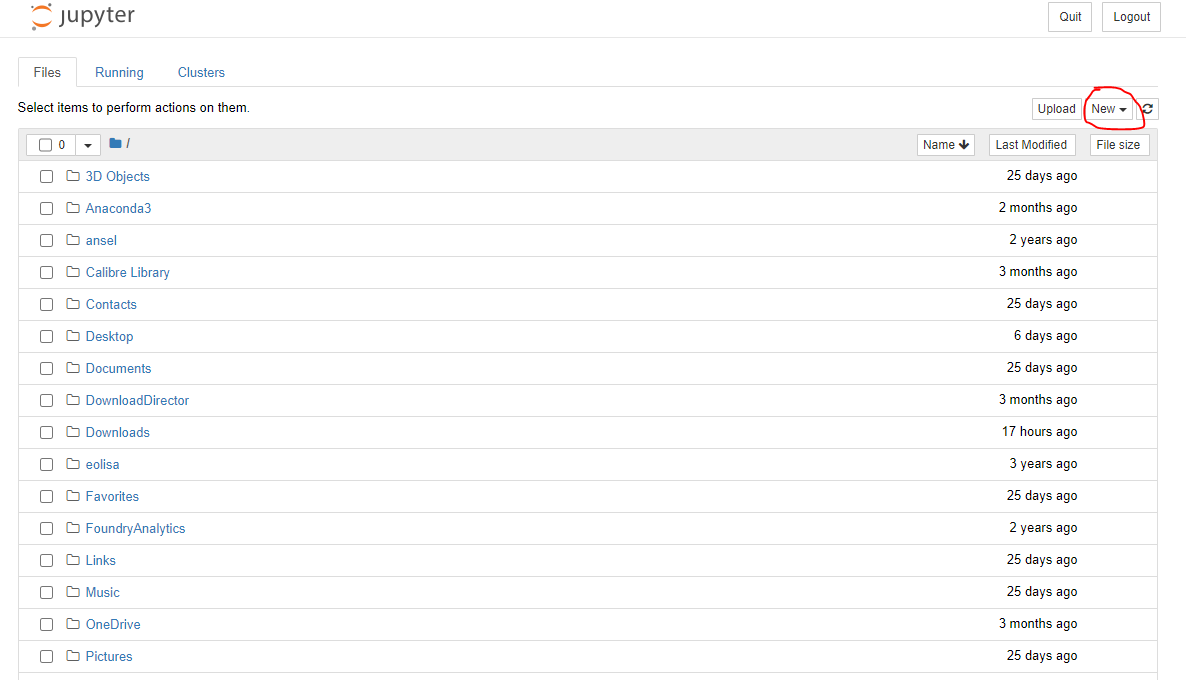 jupyter Quit Logout
Files Running Clusters
Select items to perform actions on them. Upload New
0 / Name Last Modified File size
3D Objects 25 days ago
Anaconda3 2 months ago
ansel 2 years ago
Calibre Library 3 months ago
Contacts 25 days ago
Desktop 6 days ago
Documents 25 days ago
DownloadDirector 3 months ago
Downloads 17 hours ago
eolisa 3 years ago
Favorites 25 days ago
FoundryAnalytics 2 years ago
Links 25 days ago
Music 25 days ago
OneDrive 3 months ago
Pictures 25 days ago